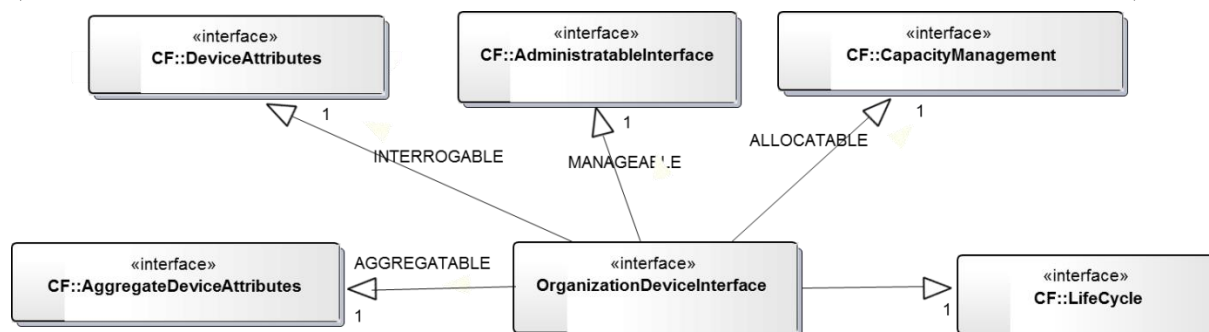 «interface»
CF::DeviceAttributes
«interface»
CF::AdministratableInterface
«interface»
CF::CapacityManagement
1
1
1
INTERROGABLE
MANAGEABLE
ALLOCATABLE
«interface»
CF::AggregateDeviceAttributes
AGGREGATABLE
1
«interface»
OrganizationDeviceInterface
1
«interface»
CF::LifeCycle